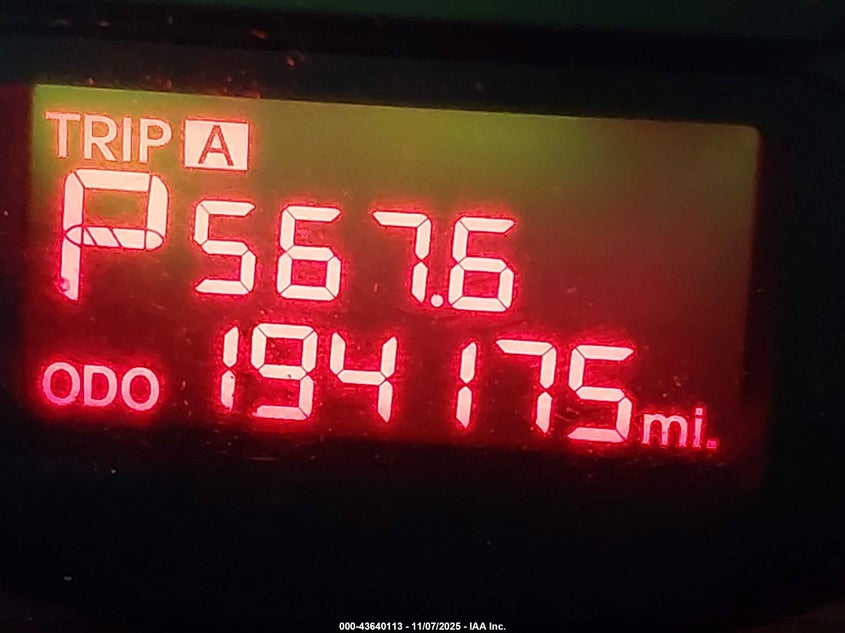 TRIP A
P 567.6
ODO 194175 mi.
000-43640113 - 11/07/2025 - IAA Inc.